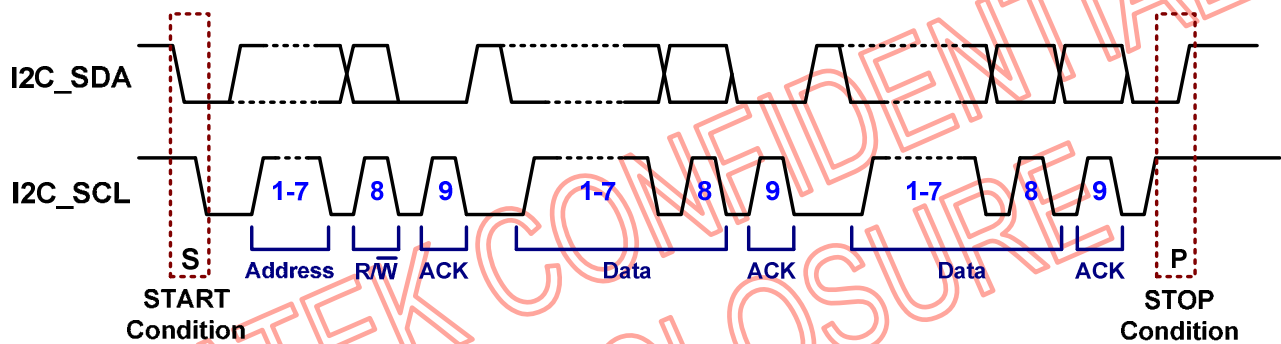 I2C_SDA
I2C_SCL
1-7 8 9 1-7 8 9 1-7 8 9
S P
Address R/W̅ ACK Data ACK Data ACK
START
Condition
STOP
Condition
CONFIDENTIAL